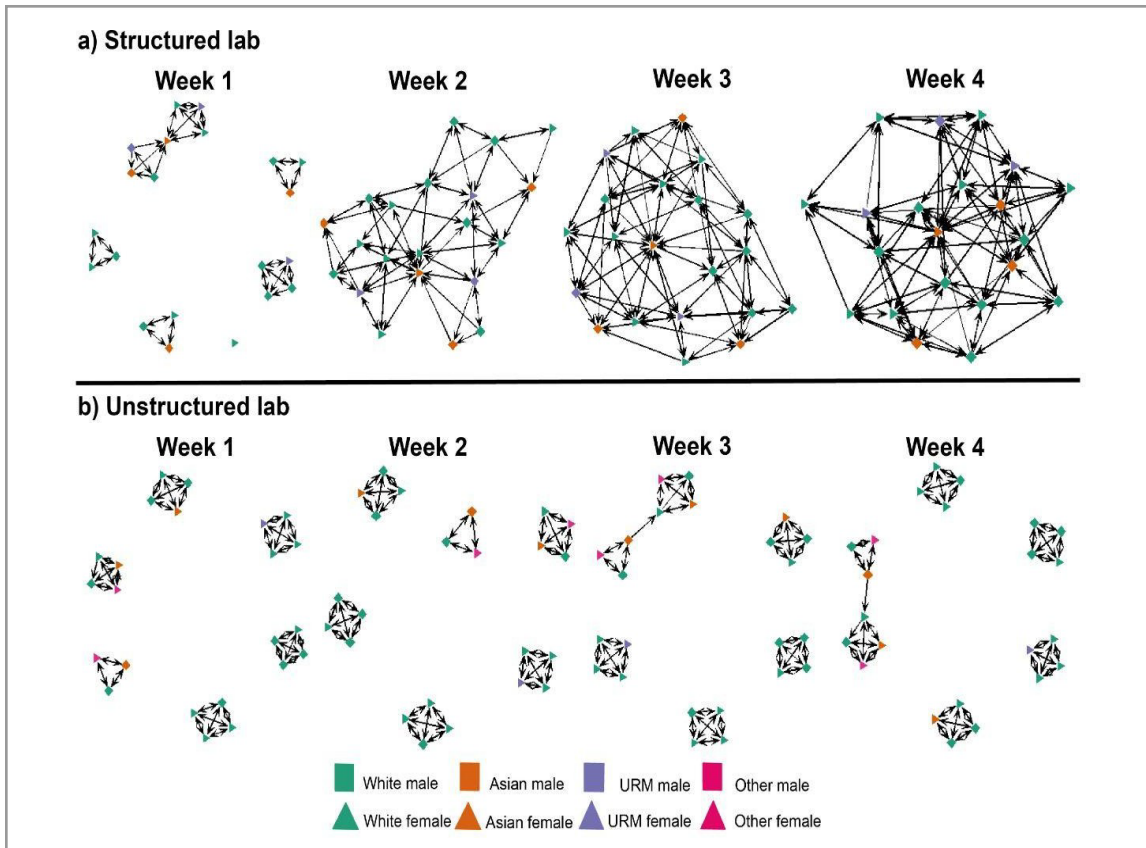 a) Structured lab
Week 1
Week 2
Week 3
Week 4
b) Unstructured lab
Week 1
Week 2
Week 3
Week 4
White male
Asian male
URM male
Other male
White female
Asian female
URM female
Other female